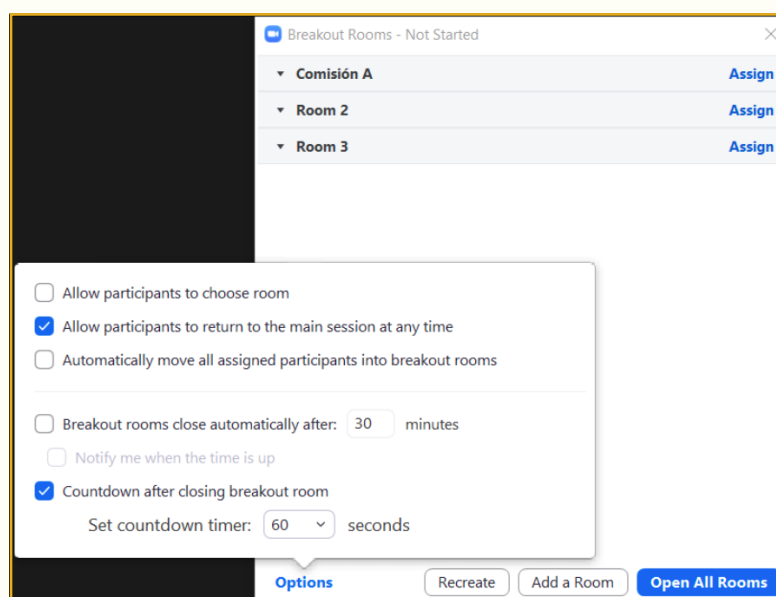 Breakout Rooms - Not Started
Comisión A Assign
Room 2 Assign
Room 3 Assign
Allow participants to choose room
Allow participants to return to the main session at any time
Automatically move all assigned participants into breakout rooms
Breakout rooms close automatically after: 30 minutes
Notify me when the time is up
Countdown after closing breakout room
Set countdown timer: 60 seconds
Options Recreate Add a Room Open All Rooms